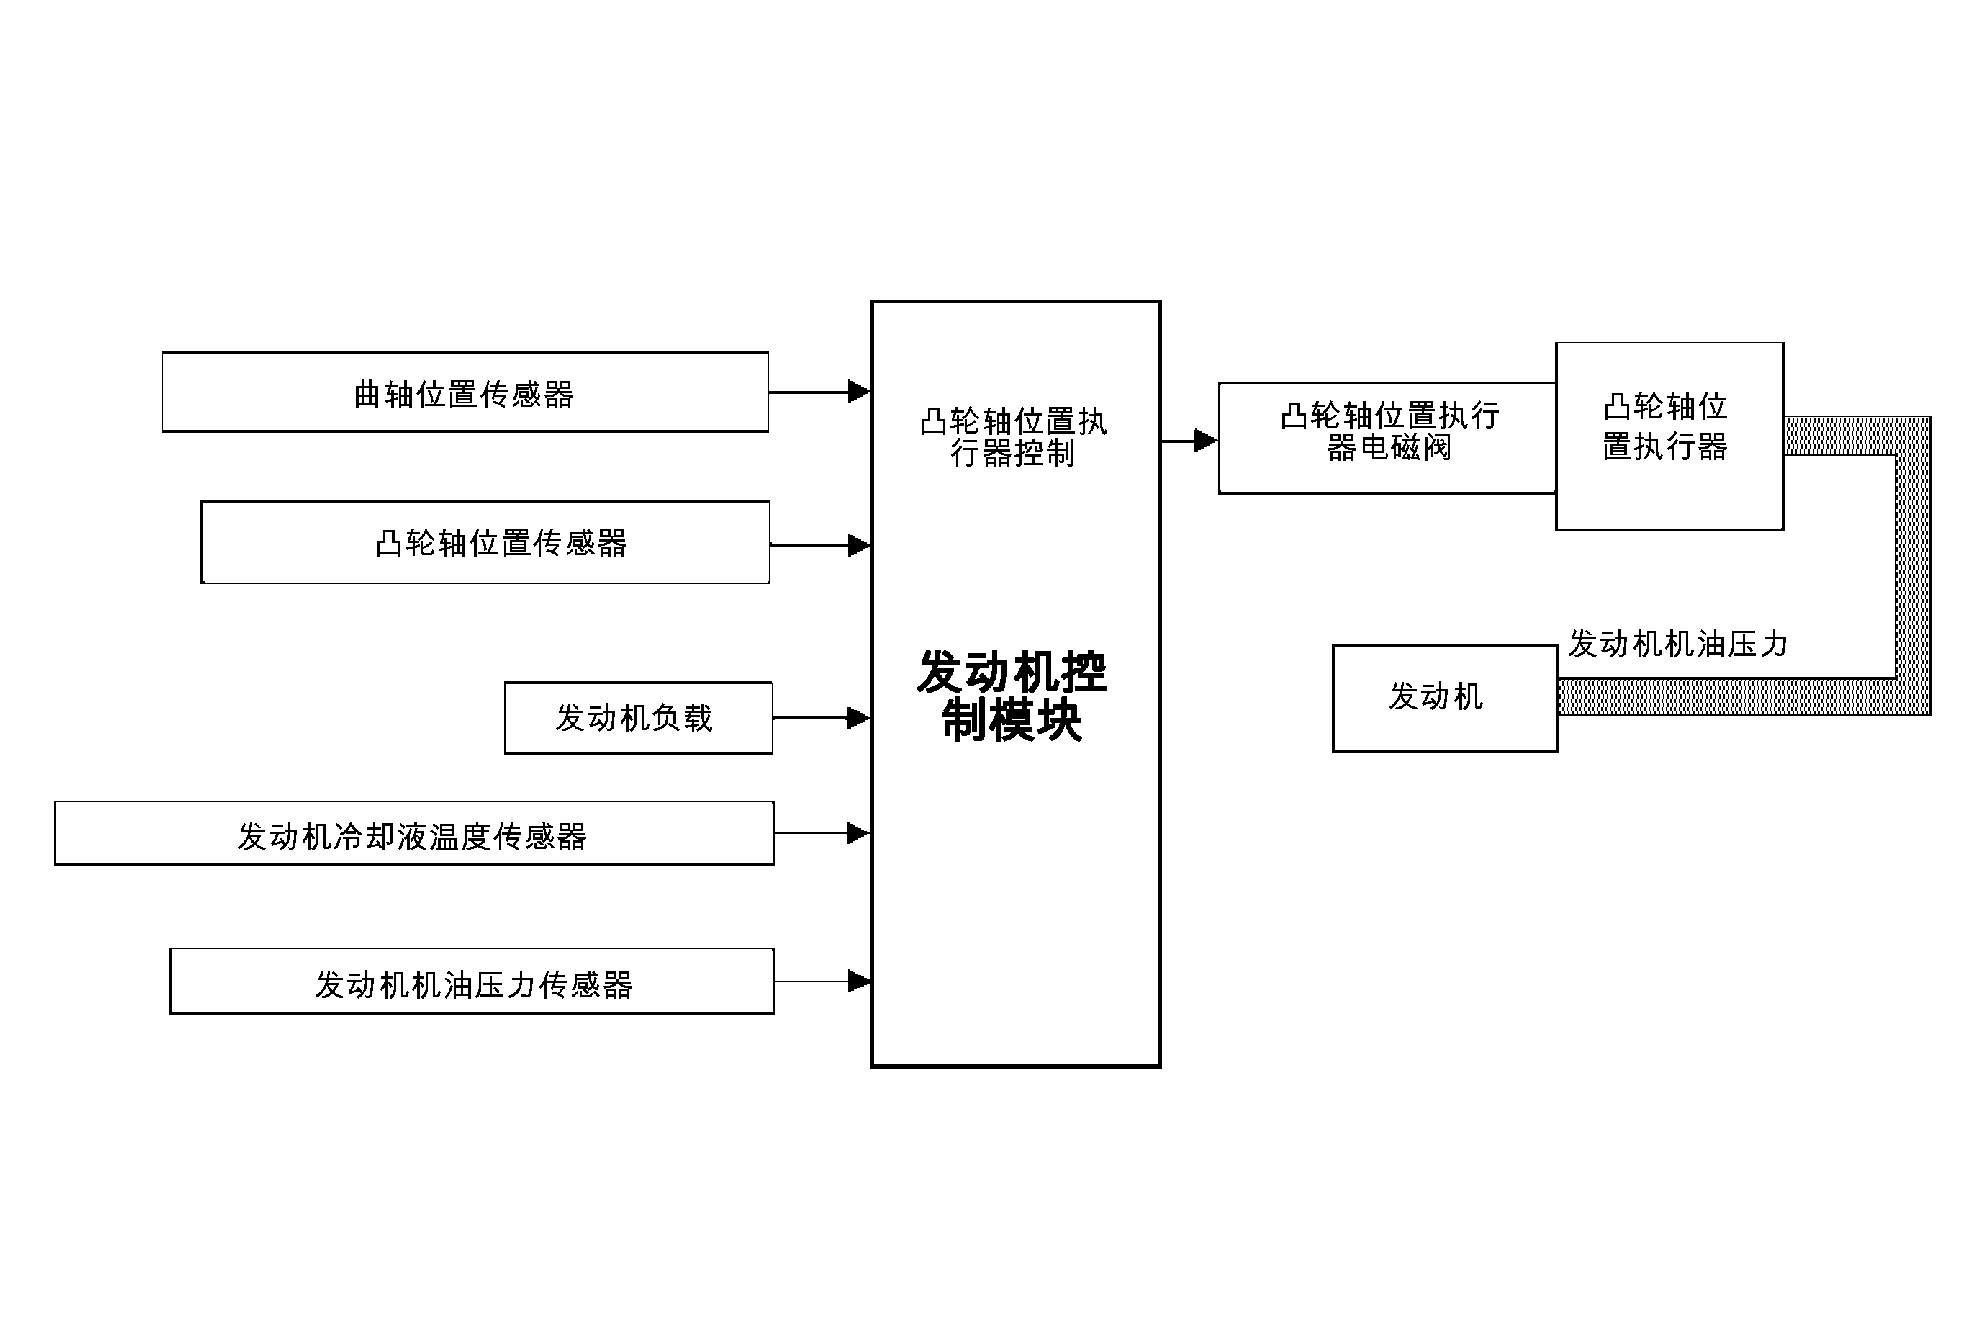 曲轴位置传感器
凸轮轴位置传感器
发动机负载
发动机冷却液温度传感器
发动机机油压力传感器
凸轮轴位置执
行器控制
发动机控
制模块
凸轮轴位置执行
器电磁阀
凸轮轴位
置执行器
发动机机油压力
发动机